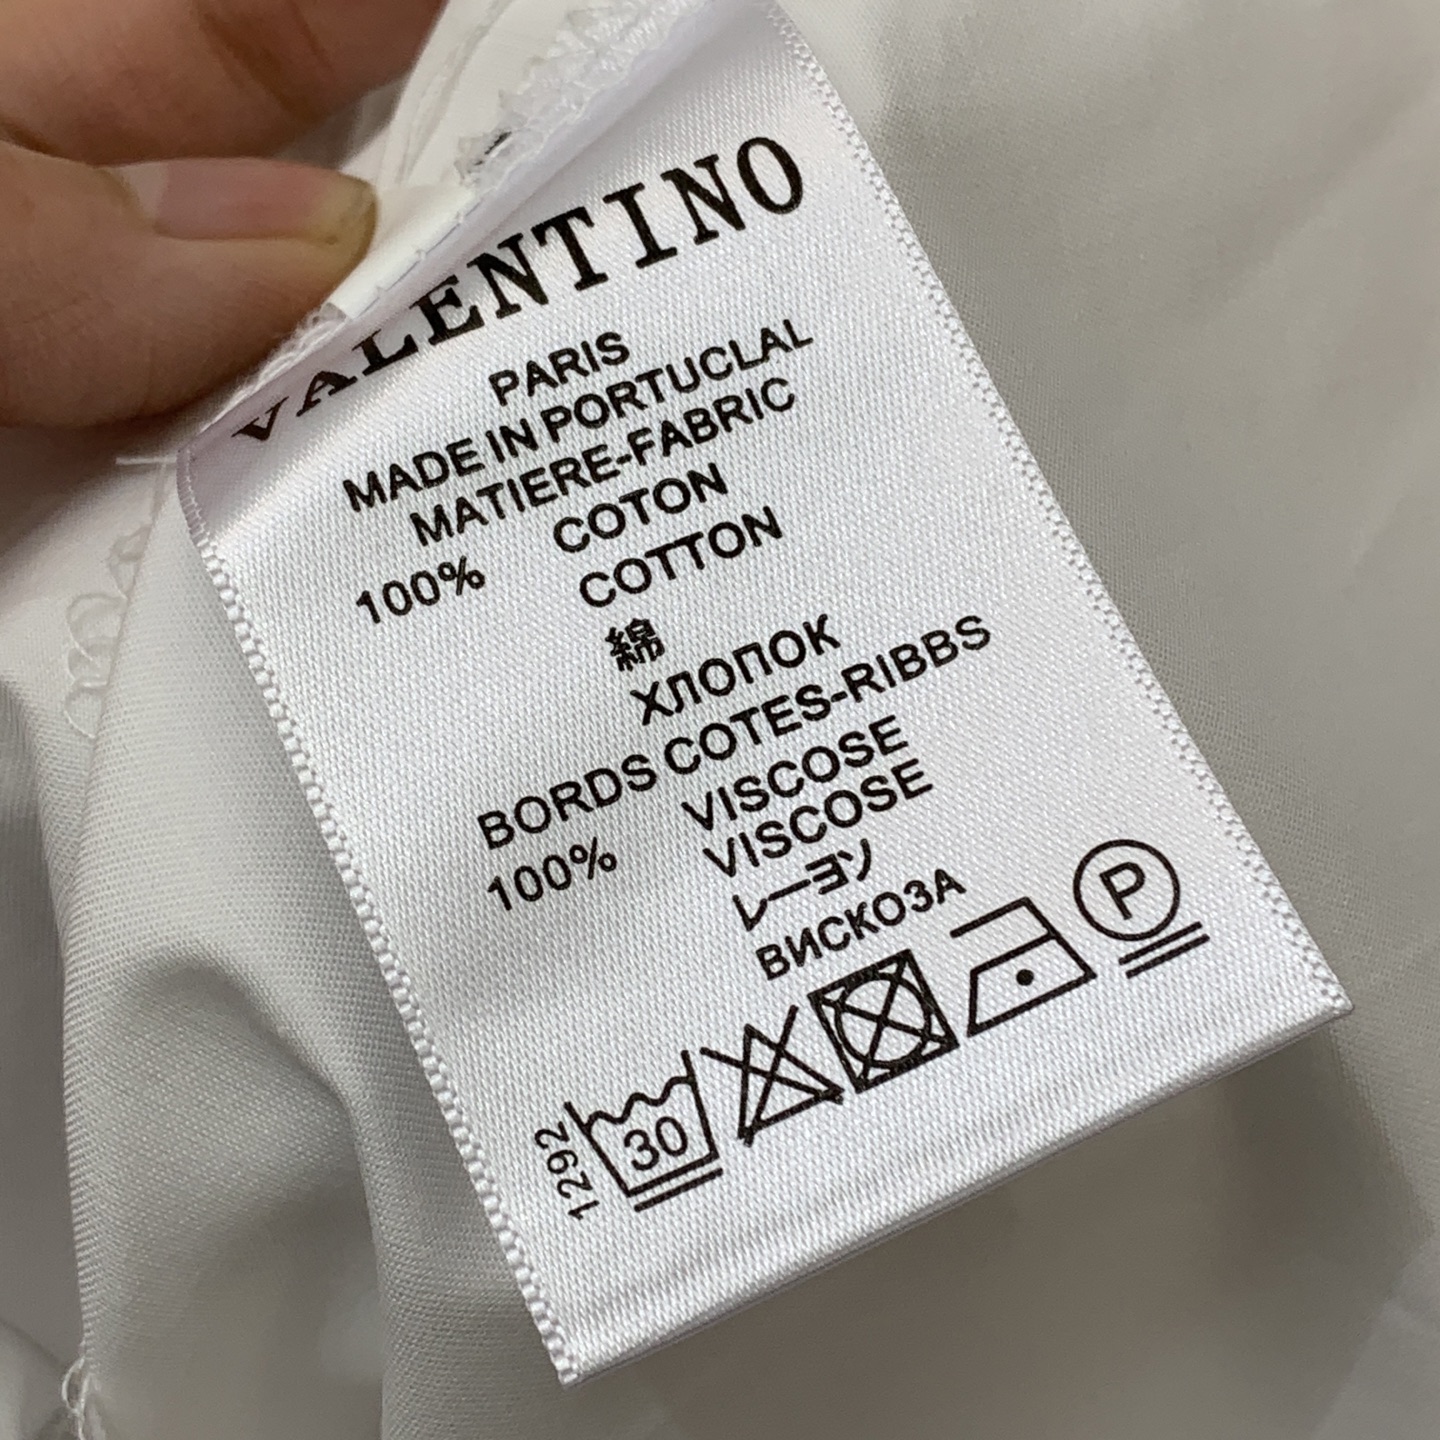 VALENTINO
PARIS
MADE IN PORTUCLAL
MATIERE-FABRIC
100% COTON
COTTON
綿
ХЛОПОК
BORDS COTES-RIBBS
100% VISCOSE
VISCOSE
レーヨン
ВИСКОЗА
P
30
1292